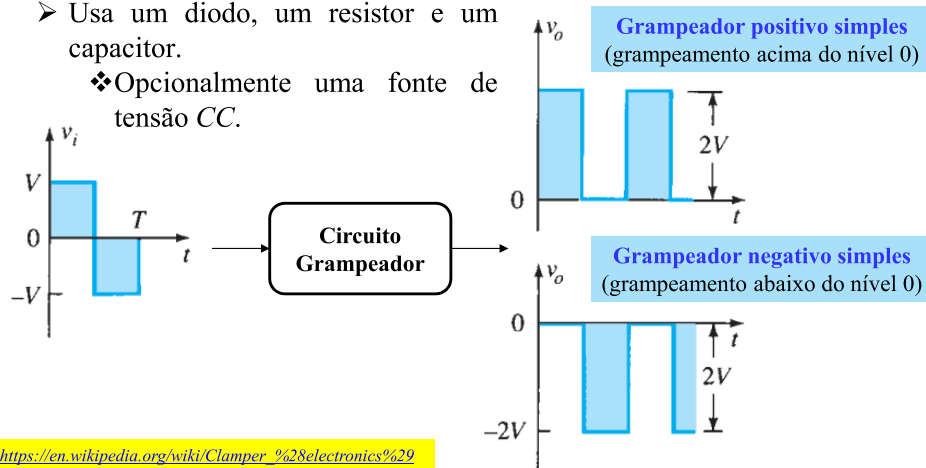 ➢ Usa um diodo, um resistor e um
capacitor.
❖Opcionalmente uma fonte de
tensão CC.
v_i
V
0
–V
T
t
Circuito
Grampeador
v_o
Grampeador positivo simples
(grampeamento acima do nível 0)
2V
0
t
Grampeador negativo simples
(grampeamento abaixo do nível 0)
v_o
0
t
2V
–2V
https://en.wikipedia.org/wiki/Clamper_%28electronics%29